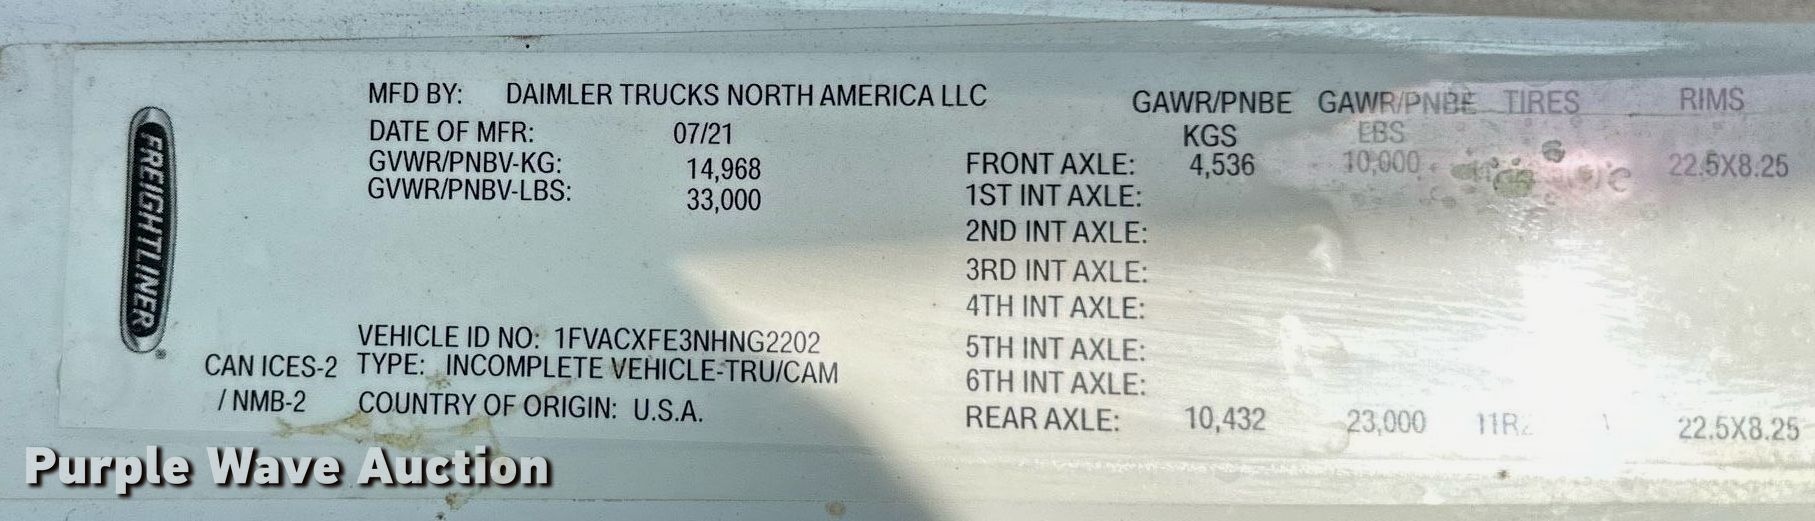 FREIGHTLINER
MFD BY: DAIMLER TRUCKS NORTH AMERICA LLC
DATE OF MFR: 07/21
GVWR/PNBV-KG: 14,968
GVWR/PNBV-LBS: 33,000
VEHICLE ID NO: 1FVACXFE3NHNG2202
CAN ICES-2 TYPE: INCOMPLETE VEHICLE-TRU/CAM
/ NMB-2 COUNTRY OF ORIGIN: U.S.A.
GAWR/PNBE GAWR/PNBE TIRES RIMS
KGS LBS
FRONT AXLE: 4,536 10,000 22.5X8.25
1ST INT AXLE:
2ND INT AXLE:
3RD INT AXLE:
4TH INT AXLE:
5TH INT AXLE:
6TH INT AXLE:
REAR AXLE: 10,432 23,000 22.5X8.25
Purple Wave Auction